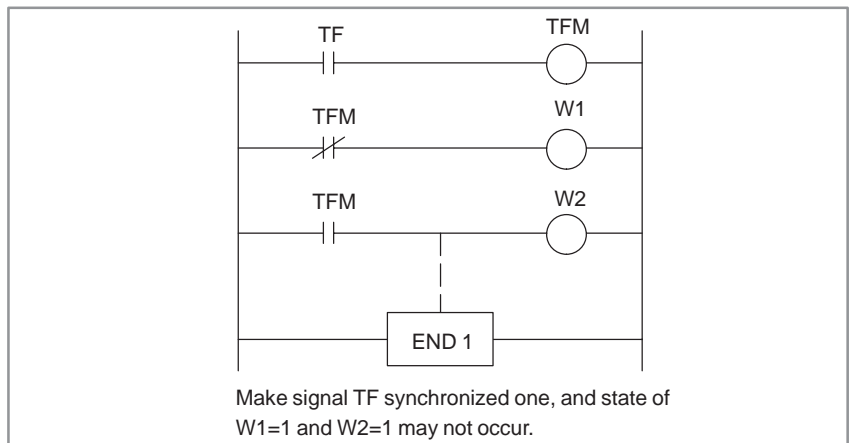 TF TFM
TFM W1
TFM W2
END 1
Make signal TF synchronized one, and state of
W1=1 and W2=1 may not occur.